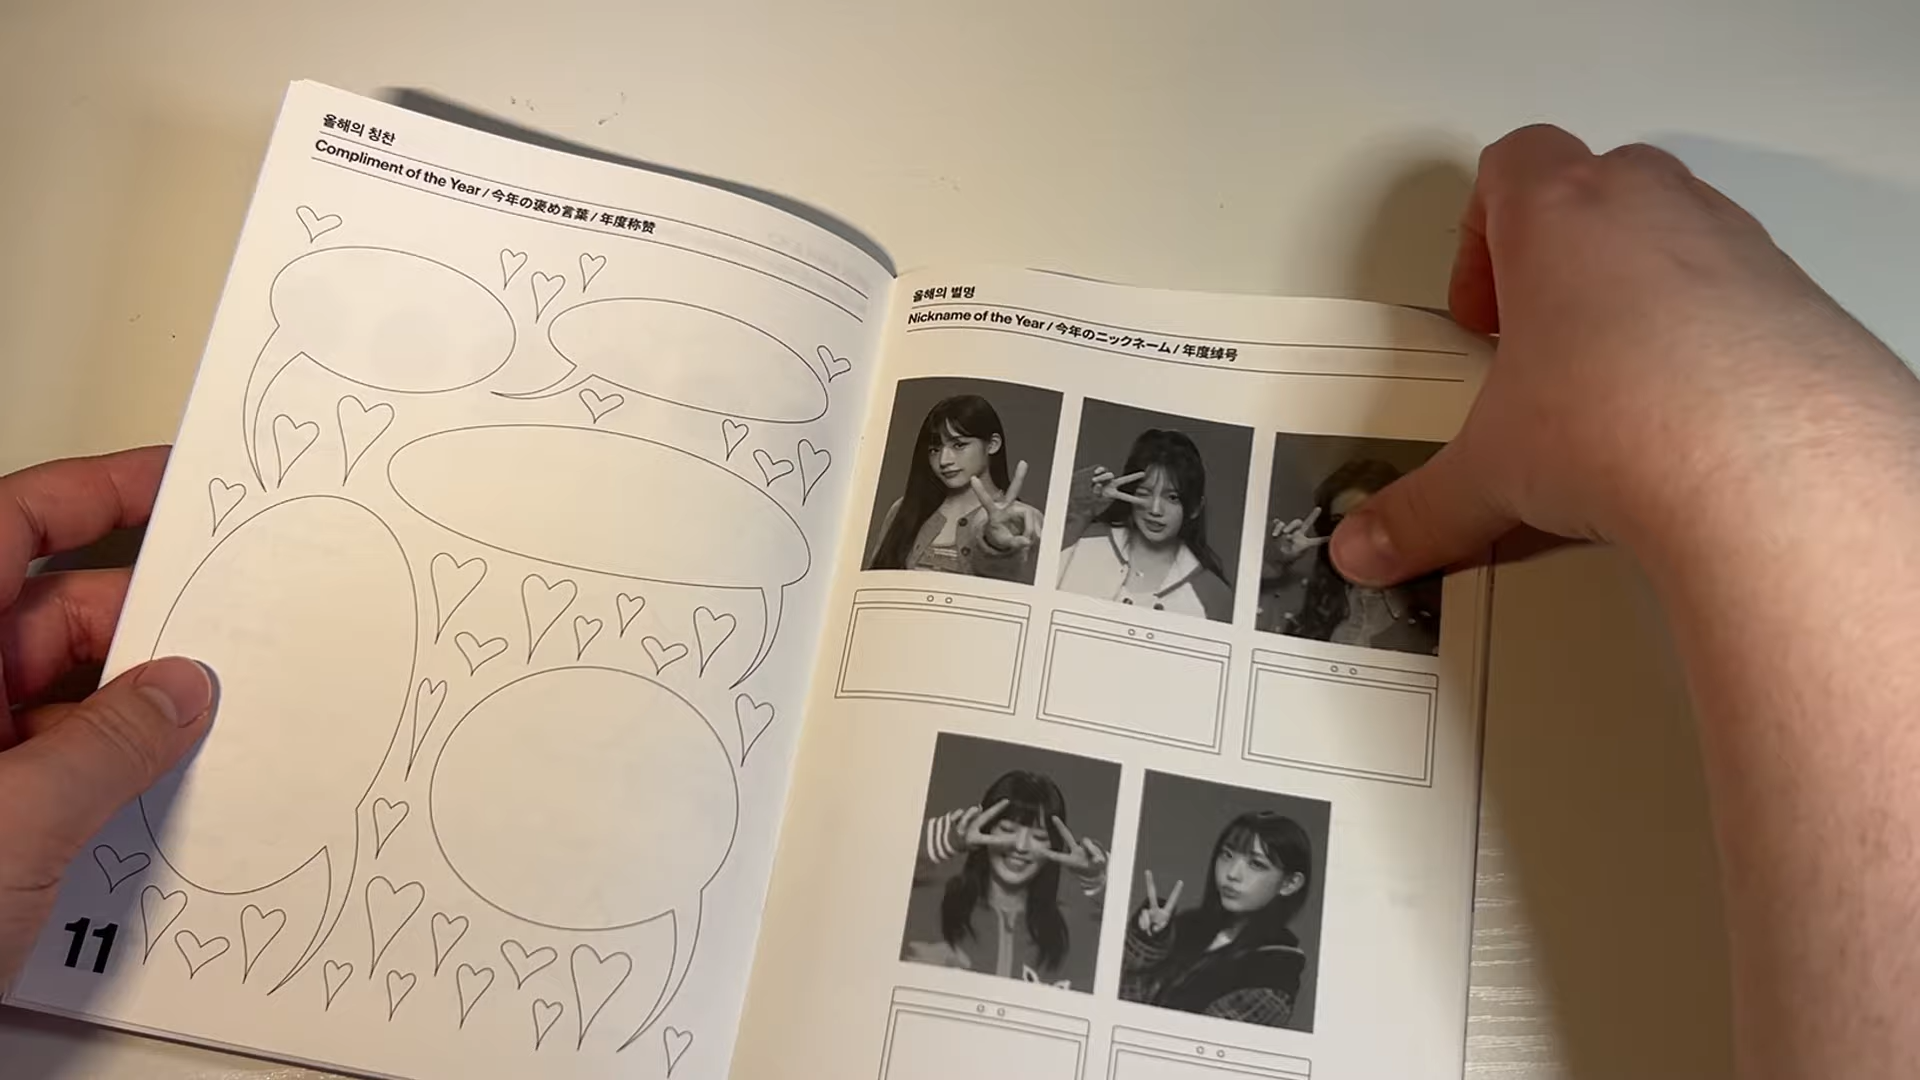 올해의 칭찬
Compliment of the Year / 今年の褒め言葉 / 年度称赞
11
올해의 별명
Nickname of the Year / 今年のニックネーム / 年度绰号